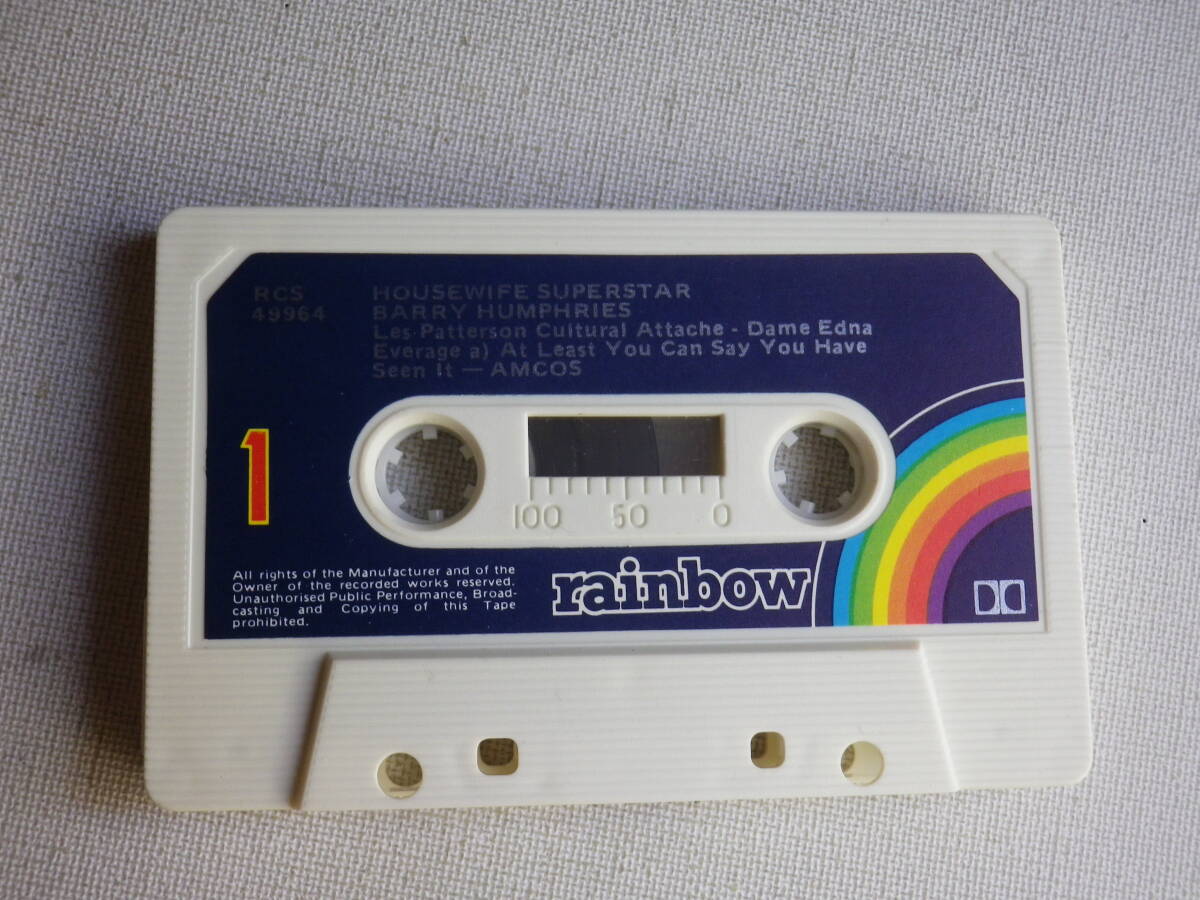 RCS
49964
HOUSEWIFE SUPERSTAR
BARRY HUMPHRIES
Les Patterson Cultural Attache - Dame Edna
Everage a) At Least You Can Say You Have
Seen It — AMCOS
1
100 50 0
All rights of the Manufacturer and of the
Owner of the recorded works reserved.
Unauthorised Public Performance, Broad-
casting and Copying of this Tape
prohibited.
rainbow